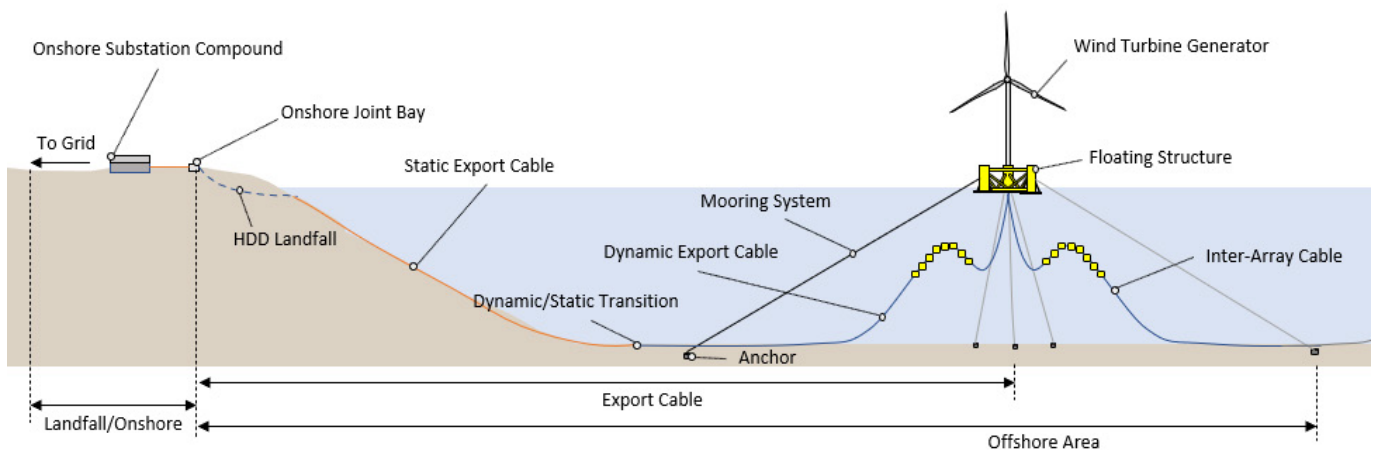 Onshore Substation Compound
Wind Turbine Generator
Onshore Joint Bay
To Grid
Static Export Cable
Floating Structure
Mooring System
HDD Landfall
Dynamic Export Cable
Inter-Array Cable
Dynamic/Static Transition
Anchor
Export Cable
Landfall/Onshore
Offshore Area